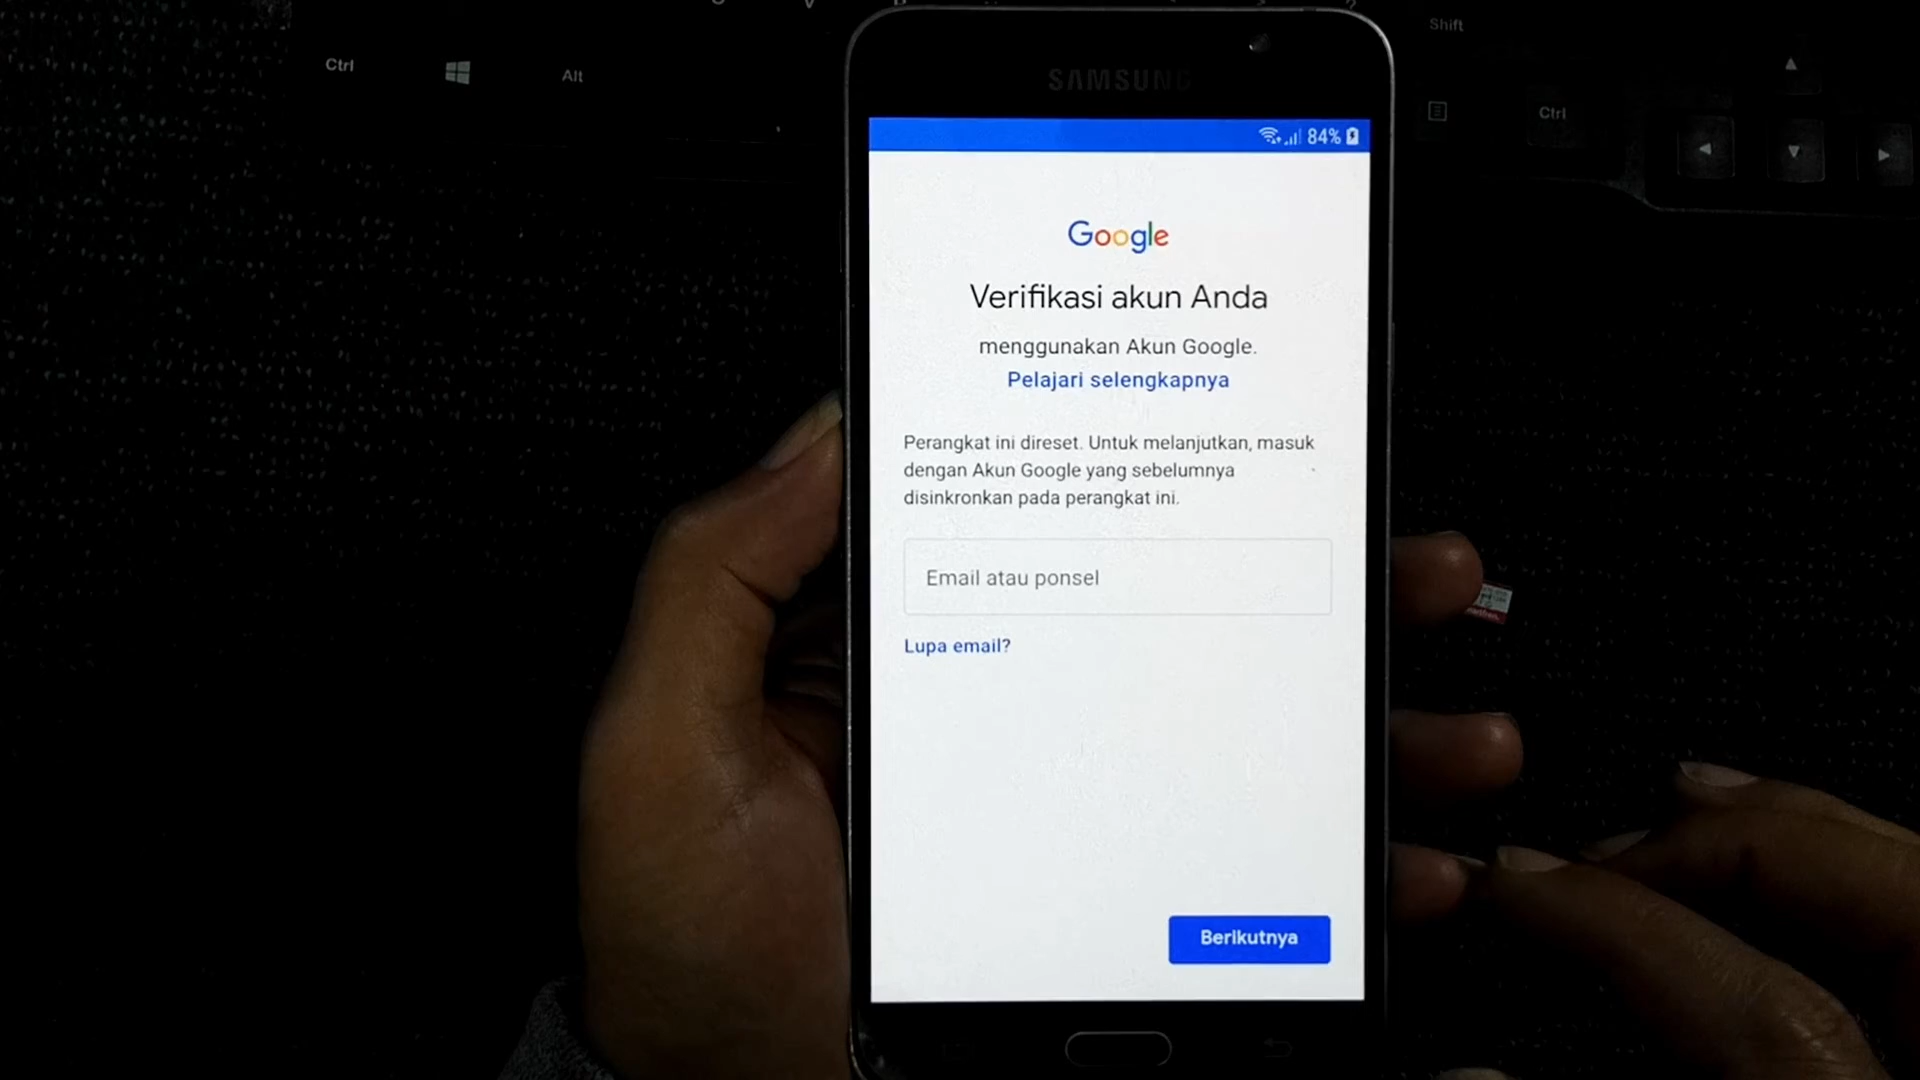 Shift
Ctrl
Alt
Ctrl
SAMSUNG
84%
Google
Verifikasi akun Anda
menggunakan Akun Google.
Pelajari selengkapnya
Perangkat ini direset. Untuk melanjutkan, masuk
dengan Akun Google yang sebelumnya
disinkronkan pada perangkat ini.
Email atau ponsel
Lupa email?
Berikutnya